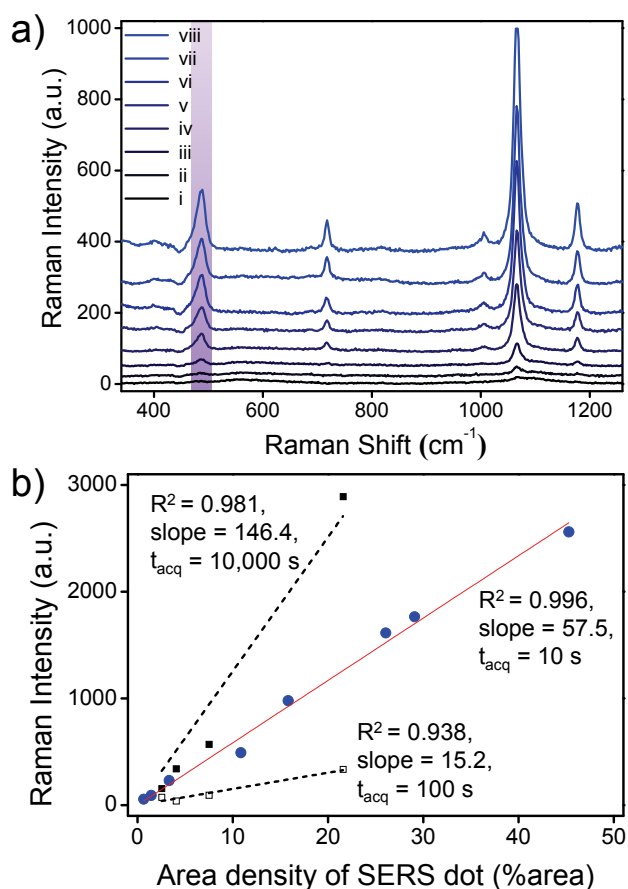 a)
1000
800
600
400
200
0
Raman Intensity (a.u.)
viii
vii
vi
v
iv
iii
ii
i
400 600 800 1000 1200
Raman Shift (cm⁻¹)
b)
3000
2000
1000
0
Raman Intensity (a.u.)
R² = 0.981,
slope = 146.4,
t_acq = 10,000 s
R² = 0.996,
slope = 57.5,
t_acq = 10 s
R² = 0.938,
slope = 15.2,
t_acq = 100 s
0 10 20 30 40 50
Area density of SERS dot (%area)